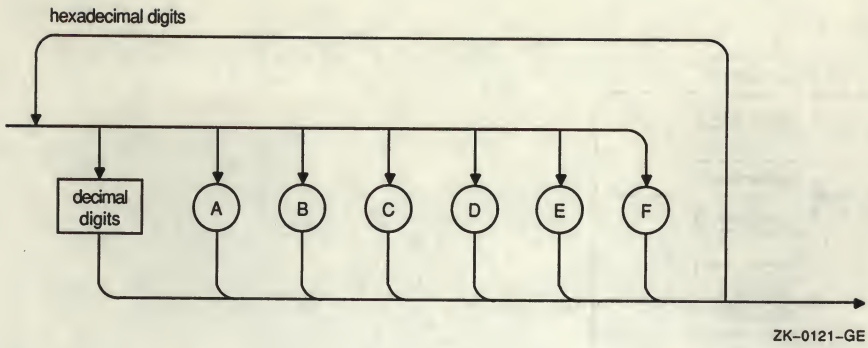 hexadecimal digits
decimal
digits
A
B
C
D
E
F
ZK-0121-GE